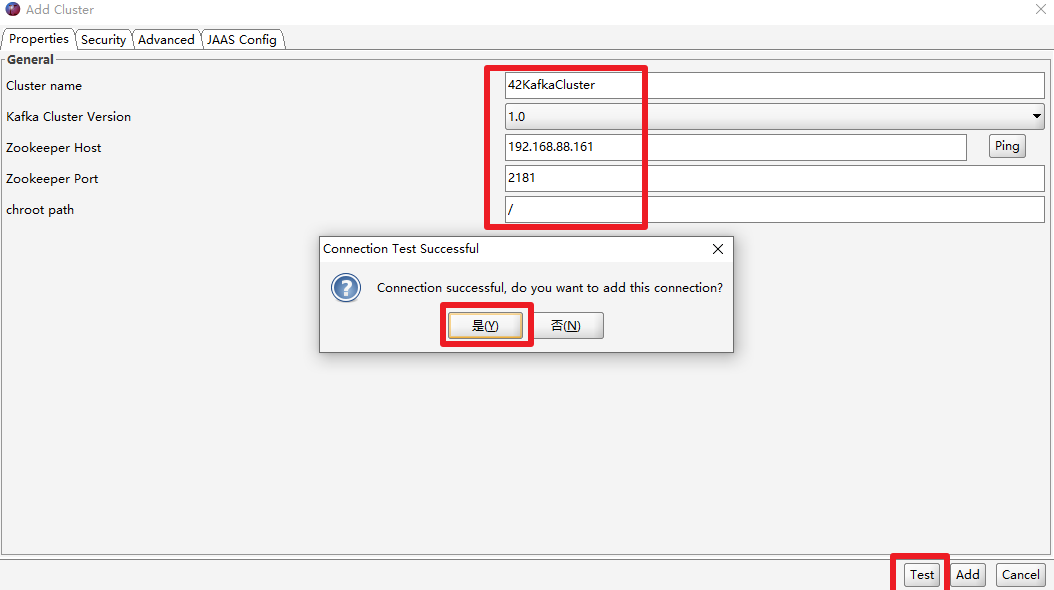 Add Cluster
Properties Security Advanced JAAS Config
General
Cluster name 42KafkaCluster
Kafka Cluster Version 1.0
Zookeeper Host 192.168.88.161 Ping
Zookeeper Port 2181
chroot path /
Connection Test Successful
Connection successful, do you want to add this connection?
是(Y) 否(N)
Test Add Cancel